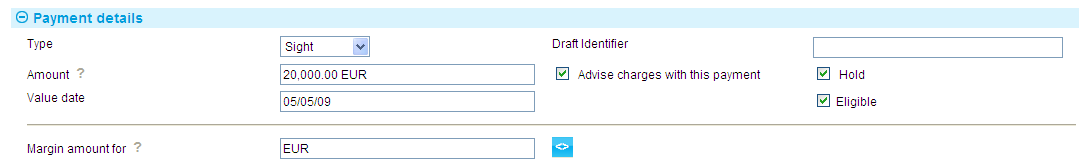 Payment details
Type Sight Draft Identifier
Amount ? 20,000.00 EUR Advise charges with this payment Hold
Value date 05/05/09 Eligible
Margin amount for ? EUR <>